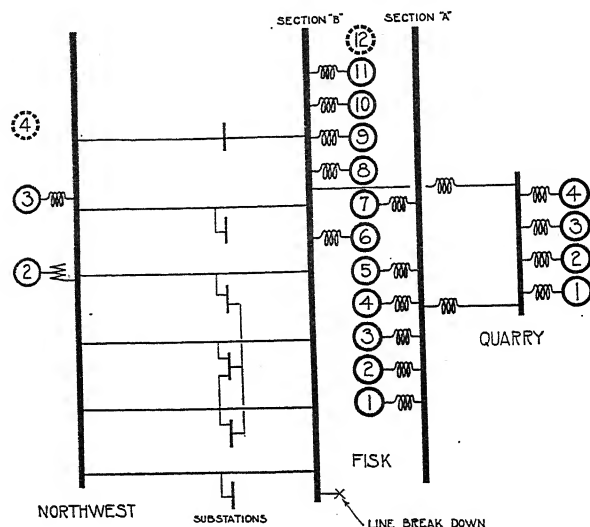 SECTION "B"
SECTION "A"
12
11
10
9
8
7
6
5
4
3
2
1
4
3
2
4
3
2
1
QUARRY
FISK
NORTHWEST
SUBSTATIONS
LINE BREAK DOWN